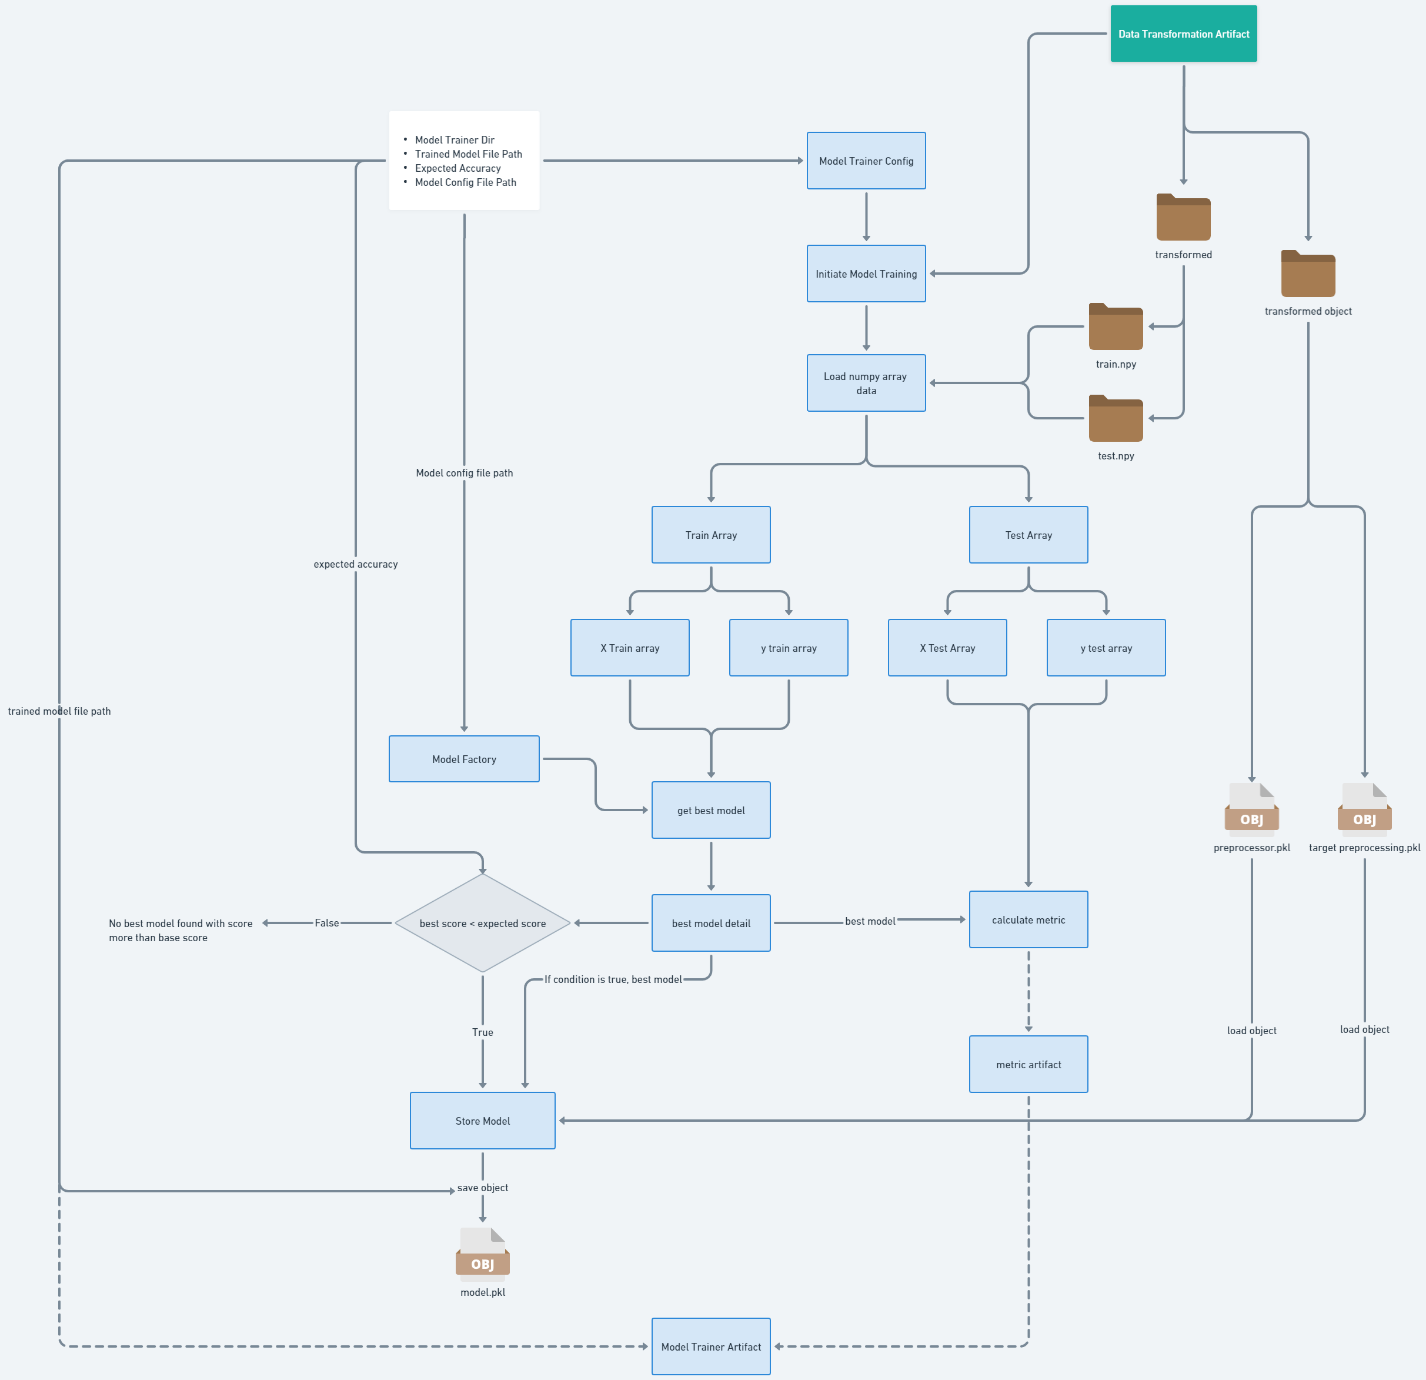 Data Transformation Artifact
• Model Trainer Dir
• Trained Model File Path
• Expected Accuracy
• Model Config File Path
Model Trainer Config
transformed
Initiate Model Training
transformed object
train.npy
Load numpy array
data
test.npy
Model config file path
Train Array
Test Array
expected accuracy
X Train array
y train array
X Test Array
y test array
trained model file path
Model Factory
get best model
OBJ
OBJ
preprocessor.pkl
target preprocessing.pkl
No best model found with score
more than base score
False
best score < expected score
best model detail
best model
calculate metric
If condition is true, best model
True
load object
load object
metric artifact
Store Model
save object
OBJ
model.pkl
Model Trainer Artifact